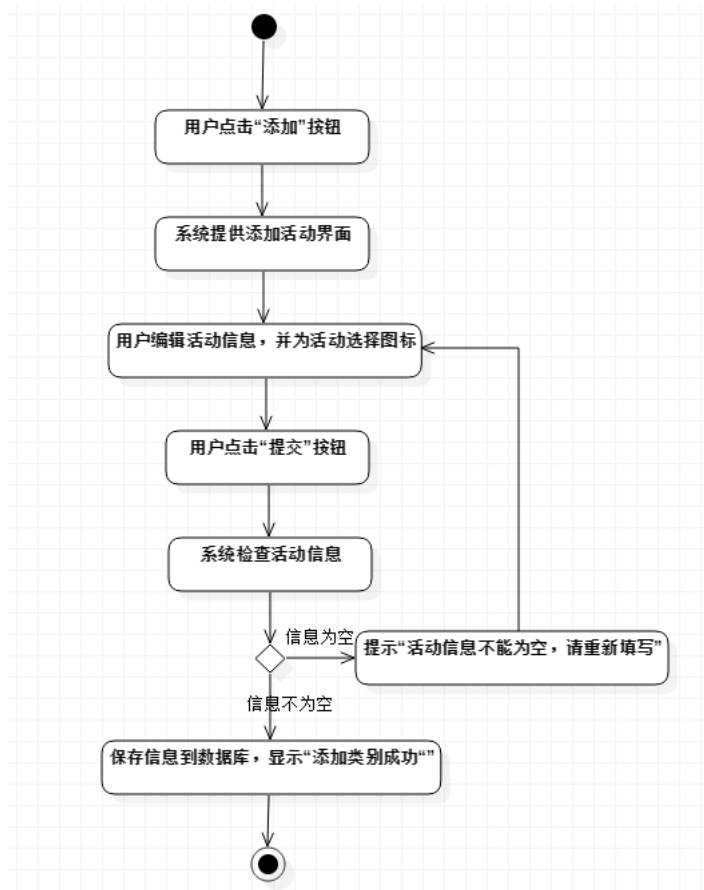 用户点击“添加”按钮
系统提供添加活动界面
用户编辑活动信息，并为活动选择图标
用户点击“提交”按钮
系统检查活动信息
信息为空
提示“活动信息不能为空，请重新填写”
信息不为空
保存信息到数据库，显示“添加类别成功“”